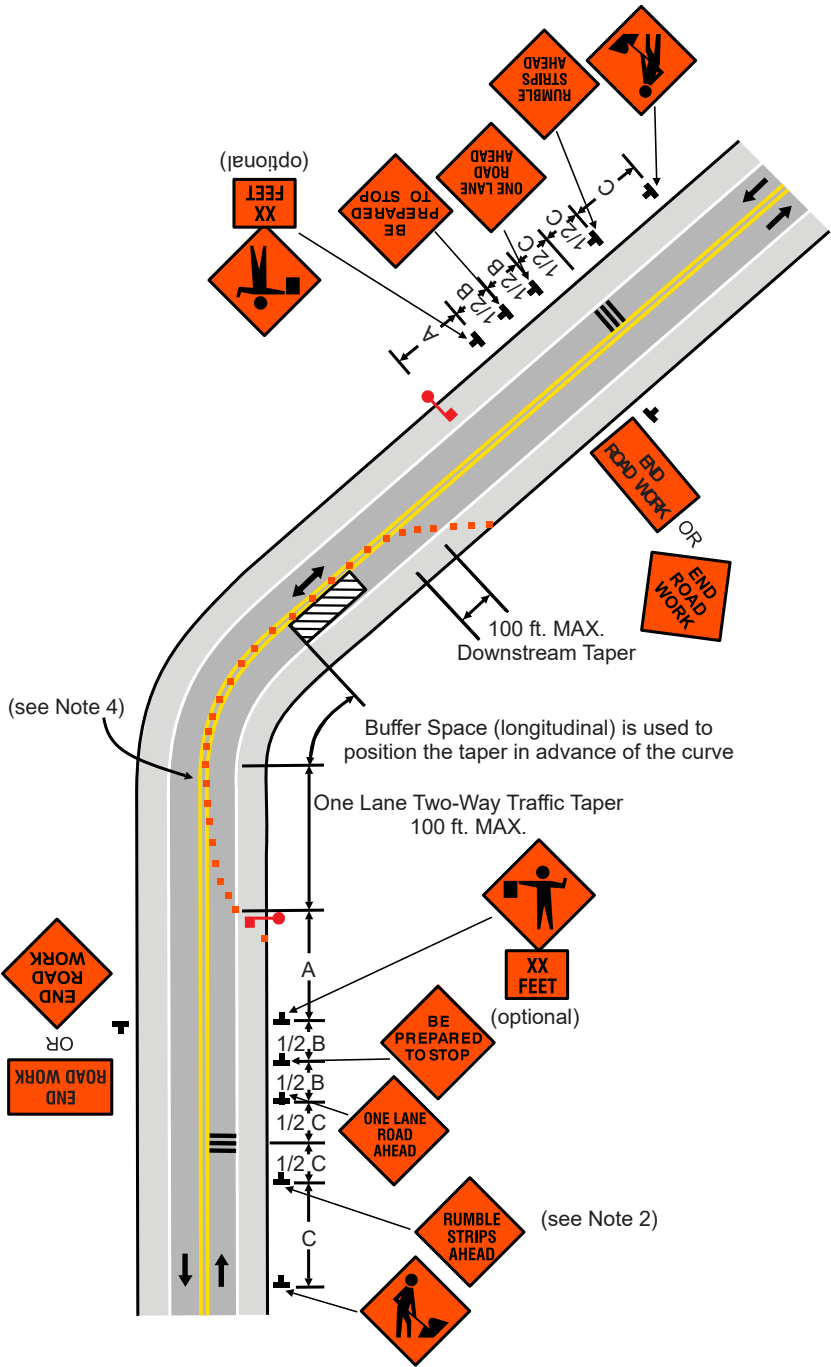 RUMBLE
STRIPS
AHEAD
ONE LANE
ROAD
AHEAD
(optional)
XX
FEET
BE
PREPARED
TO STOP
C
1/2 C
1/2 C
1/2 B
1/2 B
A
END
ROAD WORK
OR
END
ROAD
WORK
100 ft. MAX.
Downstream Taper
(see Note 4)
Buffer Space (longitudinal) is used to
position the taper in advance of the curve
One Lane Two-Way Traffic Taper
100 ft. MAX.
A
XX
FEET
(optional)
END
ROAD
WORK
OR
END
ROAD WORK
1/2 B
BE
PREPARED
TO STOP
1/2 B
1/2 C
ONE LANE
ROAD
AHEAD
1/2 C
C
RUMBLE
STRIPS
AHEAD
(see Note 2)